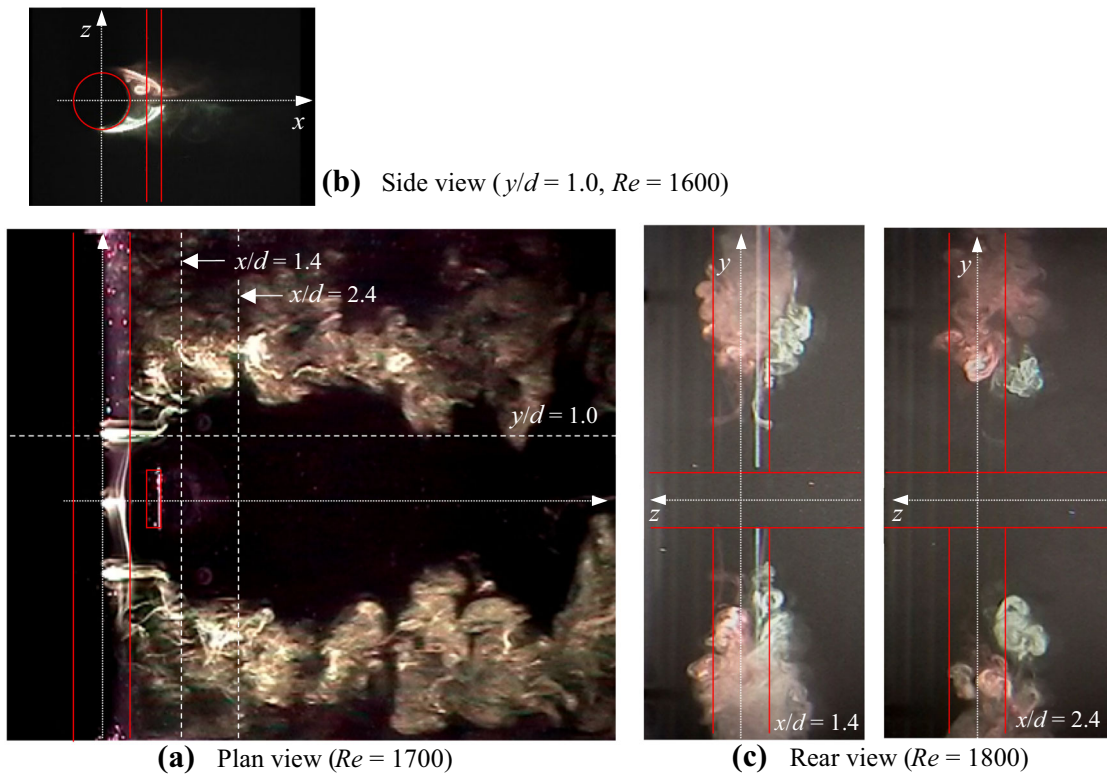 z
x
(b) Side view (y/d = 1.0, Re = 1600)
x/d = 1.4
x/d = 2.4
y/d = 1.0
y
y
z
z
x/d = 1.4
x/d = 2.4
(a) Plan view (Re = 1700)
(c) Rear view (Re = 1800)